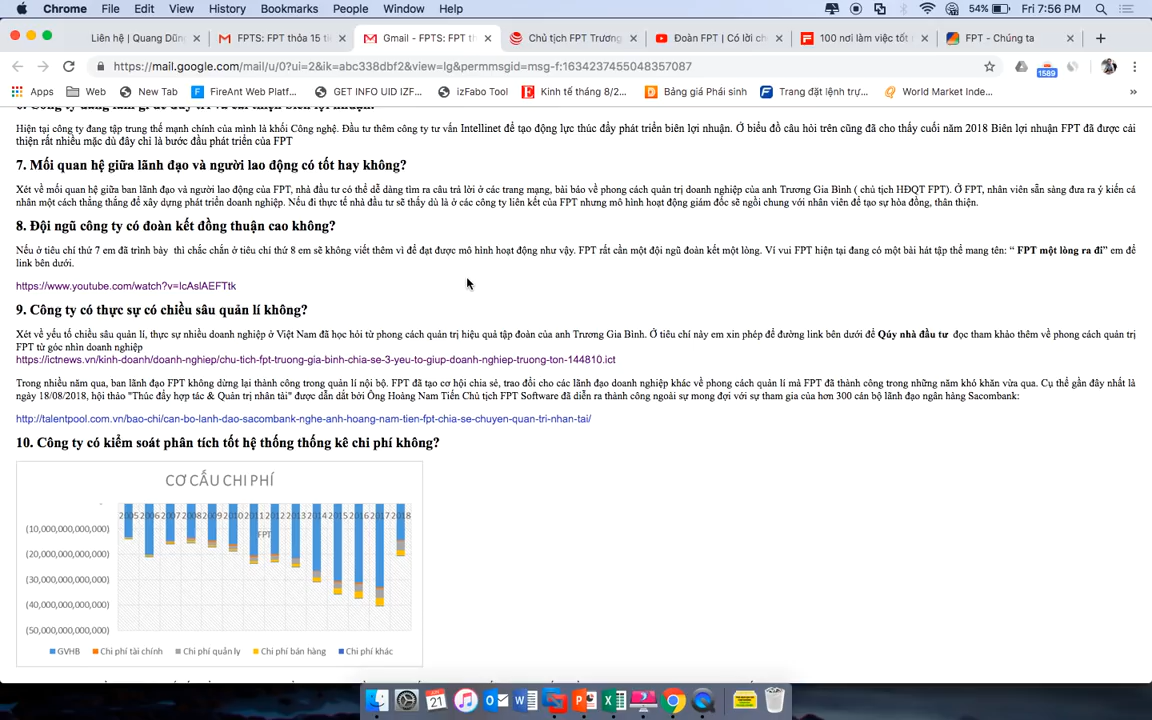 Chrome File Edit View History Bookmarks People Window Help 54% Fri 7:56 PM
Liên hệ | Quang Dũn FPTS: FPT thỏa 15 ti Gmail - FPTS: FPT th Chủ tịch FPT Trương Đoàn FPT | Có lời ch 100 nơi làm việc tốt FPT - Chúng ta
https://mail.google.com/mail/u/0?ui=2&ik=abc338dbf2&view=lg&permmsgid=msg-f:1634237455048357087
1589
Apps Web New Tab FireAnt Web Platf... GET INFO UID IZF... izFabo Tool Kinh tế tháng 8/2... Bảng giá Phái sinh Trang đặt lệnh trự... World Market Inde... »
Hiện tại công ty đang tập trung thế mạnh chính của mình là khối Công nghệ. Đầu tư thêm công ty tư vấn Intellinet để tạo động lực thúc đẩy phát triển biên lợi nhuận. Ở biểu đồ câu hỏi trên cũng đã cho thấy cuối năm 2018 Biên lợi nhuận FPT đã được cải
thiện rất nhiều mặc dù đây chỉ là bước đầu phát triển của FPT
7. Mối quan hệ giữa lãnh đạo và người lao động có tốt hay không?
Xét về mối quan hệ giữa ban lãnh đạo và người lao động của FPT, nhà đầu tư có thể dễ dàng tìm ra câu trả lời ở các trang mạng, bài báo về phong cách quản trị doanh nghiệp của anh Trương Gia Bình ( chủ tịch HĐQT FPT). Ở FPT, nhân viên sẵn sàng đưa ra ý kiến cá
nhân một cách thẳng thắng để xây dựng phát triển doanh nghiệp. Nếu đi thực tế nhà đầu tư sẽ thấy dù là ở các công ty liên kết của FPT nhưng mô hình hoạt động giám đốc sẽ ngồi chung với nhân viên để tạo sự hòa đồng, thân thiện.
8. Đội ngũ công ty có đoàn kết đồng thuận cao không?
Nếu ở tiêu chí thứ 7 em đã trình bày thì chắc chắn ở tiêu chí thứ 8 em sẽ không viết thêm vì để đạt được mô hình hoạt động như vậy. FPT rất cần một đội ngũ đoàn kết một lòng. Ví vui FPT hiện tại đang có một bài hát tập thể mang tên: “ FPT một lòng ra đi” em để
link bên dưới.
https://www.youtube.com/watch?v=lcAslAEFTtk
9. Công ty có thực sự có chiều sâu quản lí không?
Xét về yếu tố chiều sâu quản lí, thực sự nhiều doanh nghiệp ở Việt Nam đã học hỏi từ phong cách quản trị hiệu quả tập đoàn của anh Trương Gia Bình. Ở tiêu chí này em xin phép để đường link bên dưới để Qúy nhà đầu tư đọc tham khảo thêm về phong cách quản trị
FPT từ góc nhìn doanh nghiệp
https://ictnews.vn/kinh-doanh/doanh-nghiep/chu-tich-fpt-truong-gia-binh-chia-se-3-yeu-to-giup-doanh-nghiep-truong-ton-144810.ict
Trong nhiều năm qua, ban lãnh đạo FPT không dừng lại thành công trong quản lí nội bộ. FPT đã tạo cơ hội chia sẻ, trao đổi cho các lãnh đạo doanh nghiệp khác về phong cách quản lí mà FPT đã thành công trong những năm khó khăn vừa qua. Cụ thể gần đây nhất là
ngày 18/08/2018, hội thảo "Thúc đẩy hợp tác & Quản trị nhân tài" được dẫn dắt bởi Ông Hoàng Nam Tiến Chủ tịch FPT Software đã diễn ra thành công ngoài sự mong đợi với sự tham gia của hơn 300 cán bộ lãnh đạo ngân hàng Sacombank:
http://talentpool.com.vn/bao-chi/can-bo-lanh-dao-sacombank-nghe-anh-hoang-nam-tien-fpt-chia-se-chuyen-quan-tri-nhan-tai/
10. Công ty có kiểm soát phân tích tốt hệ thống thống kê chi phí không?
CƠ CẤU CHI PHÍ
-
2005 2006 2007 2008 2009 2010 2011 2012 2013 2014 2015 2016 2017 2018
FPT
(10,000,000,000,000)
(20,000,000,000,000)
(30,000,000,000,000)
(40,000,000,000,000)
(50,000,000,000,000)
GVHB Chi phí tài chính Chi phí quản lý Chi phí bán hàng Chi phí khác
21